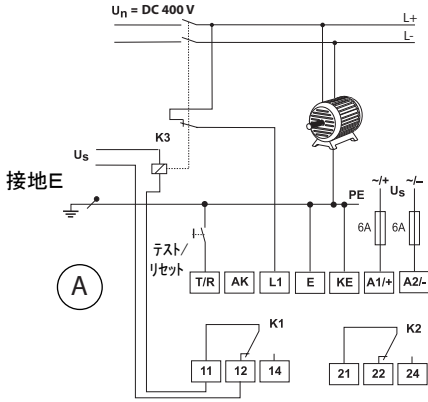 Un = DC 400 V
L+
L-
K3
Us
接地E
PE
~/+
Us
~/–
6A
6A
テスト/
リセット
A
T/R
AK
L1
E
KE
A1/+
A2/-
K1
K2
11
12
14
21
22
24